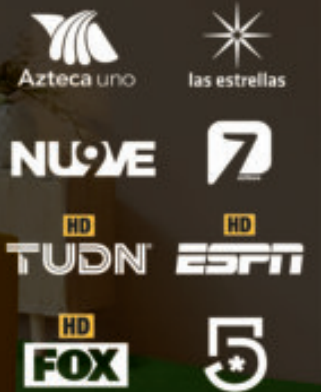 Azteca uno
las estrellas
NU9VE
7
HD
TUDN
HD
ESPN
HD
FOX
5